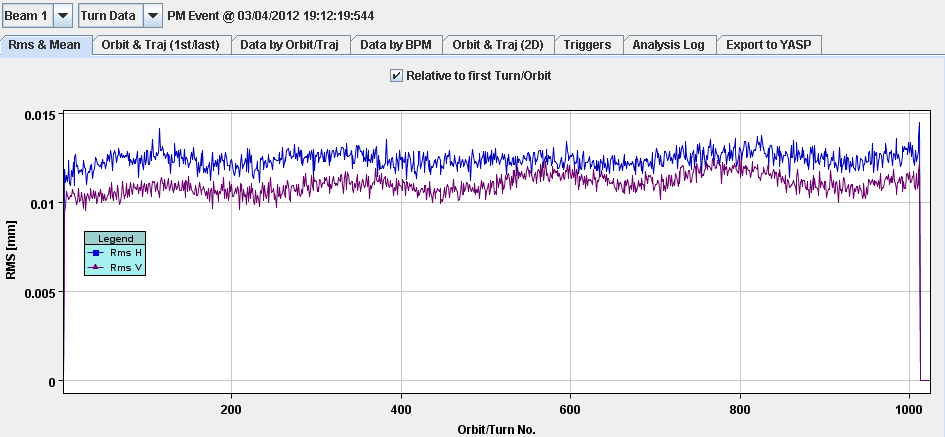 Beam 1 Turn Data PM Event @ 03/04/2012 19:12:19:544
Rms & Mean Orbit & Traj (1st/last) Data by Orbit/Traj Data by BPM Orbit & Traj (2D) Triggers Analysis Log Export to YASP
Relative to first Turn/Orbit
0.015
0.01
0.005
0
RMS [mm]
Legend
Rms H
Rms V
200 400 600 800 1000
Orbit/Turn No.